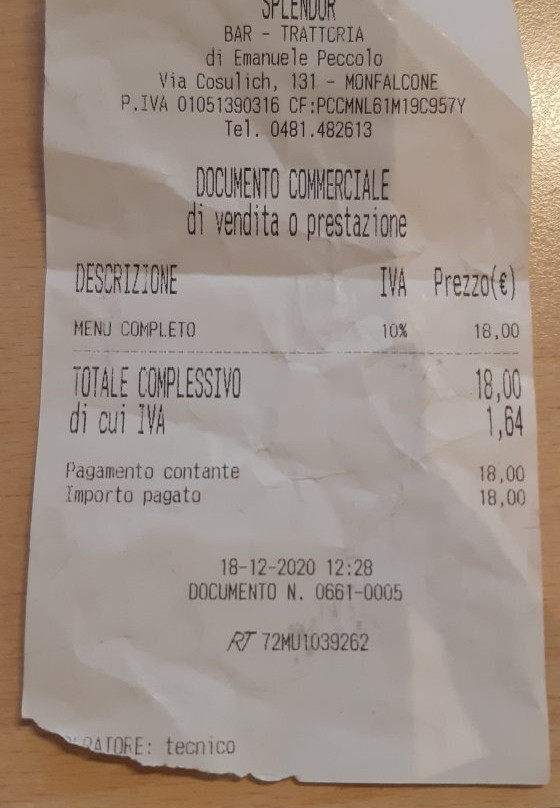 SPLENDOR
BAR - TRATTORIA
di Emanuele Peccolo
Via Cosulich, 131 - MONFALCONE
P.IVA 01051390316 CF:PCCMNL61M19C957Y
Tel. 0481.482613
DOCUMENTO COMMERCIALE
di vendita o prestazione
DESCRIZIONE IVA Prezzo(€)
MENU COMPLETO 10% 18,00
TOTALE COMPLESSIVO 18,00
di cui IVA 1,64
Pagamento contante 18,00
Importo pagato 18,00
18-12-2020 12:28
DOCUMENTO N. 0661-0005
RT 72MU1039262
OPERATORE: tecnico